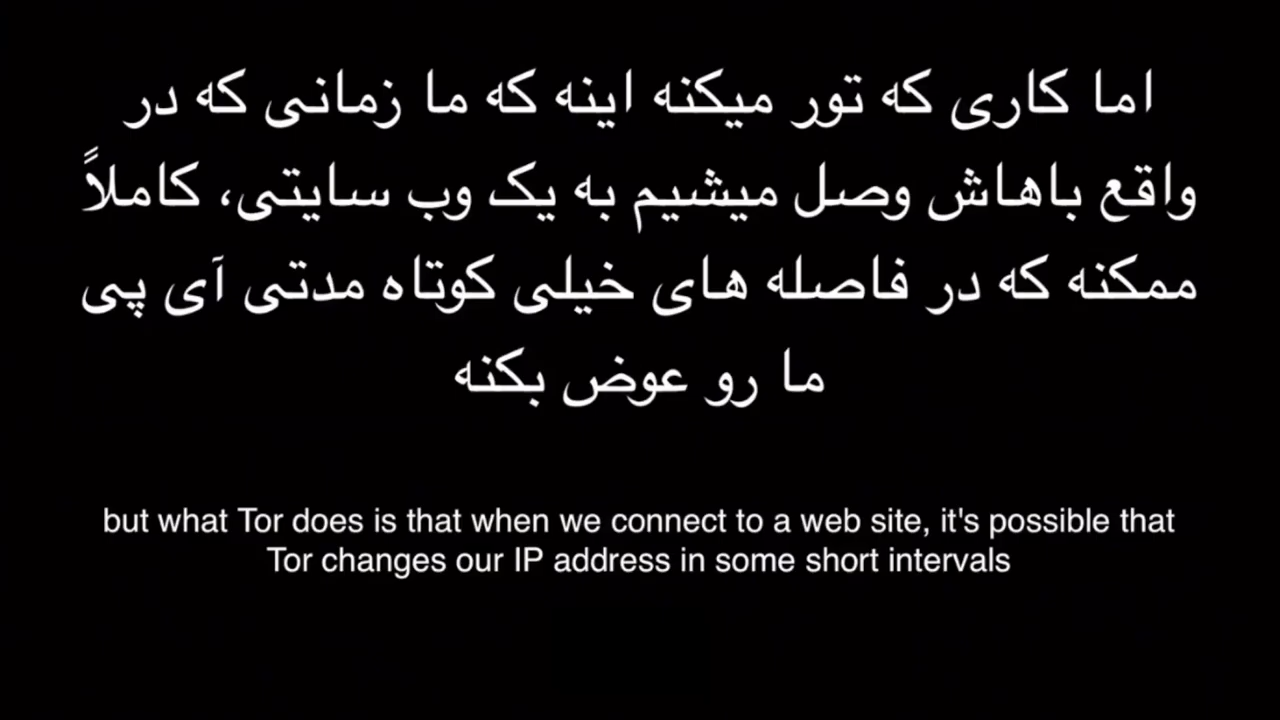 اما کاری که تور میکنه اینه که ما زمانی که در
واقع باهاش وصل میشیم به یک وب سایتی، کاملاً
ممکنه که در فاصله های خیلی کوتاه مدتی آی پی
ما رو عوض بکنه
but what Tor does is that when we connect to a web site, it's possible that
Tor changes our IP address in some short intervals